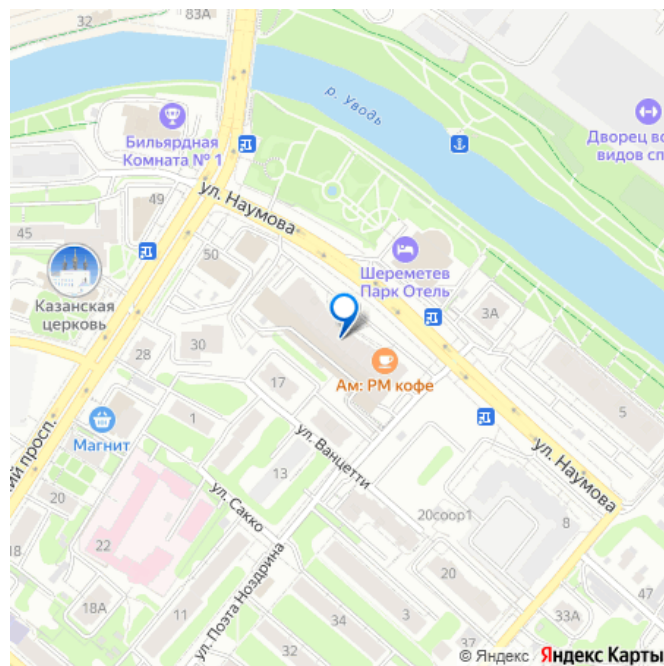 32
83А
р. Уводь
Бильярдная
Комната № 1
Дворец во
видов сп
ул. Наумова
49
45
50
Шереметев
Парк Отель
Казанская
церковь
3А
28
30
17
Ам: РМ кофе
1
Магнит
5
ул. Ванцетти
ул. Наумова
ий просп.
13
20
ул. Сакко
20соор1
8
18
22
ул. Поэта Ноздрина
20
18А
11
34
3
33А
32
37
© Яндекс Яндекс Карты